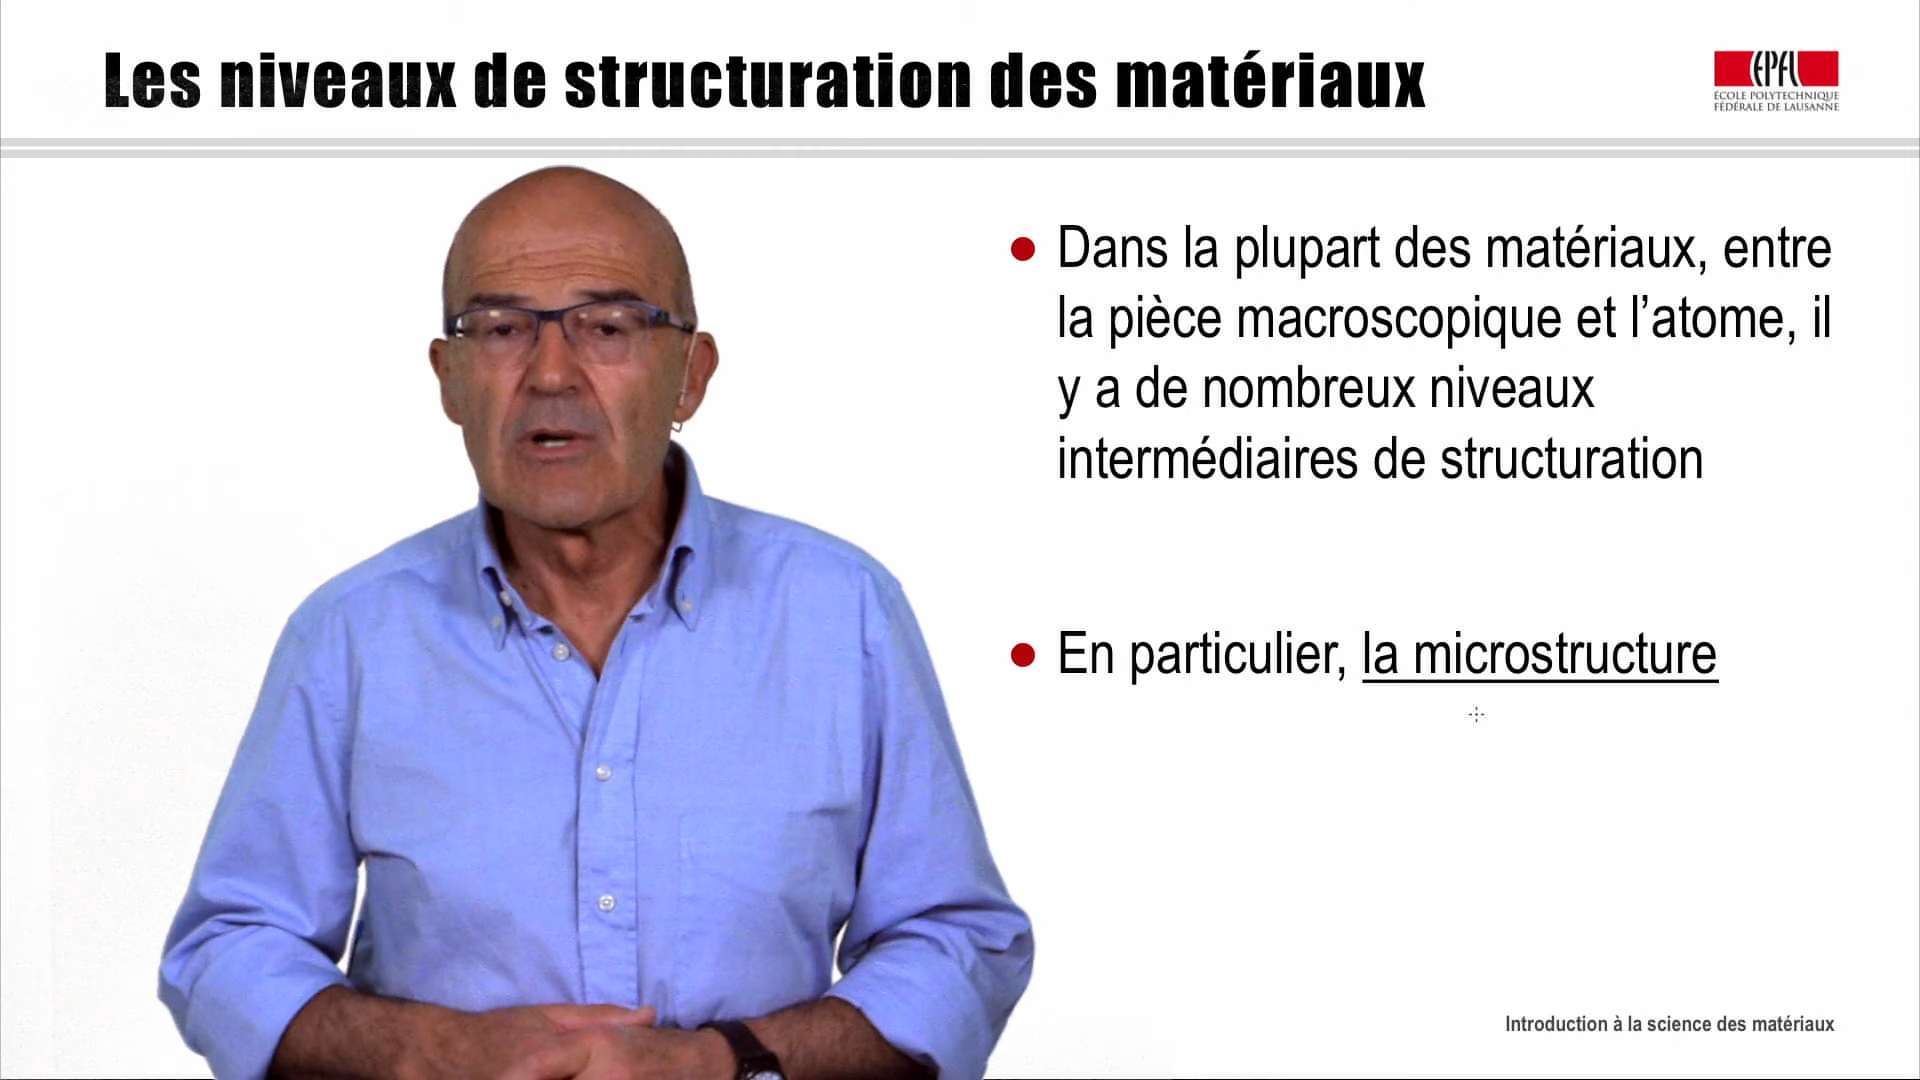 Les niveaux de structuration des matériaux
EPFL
ÉCOLE POLYTECHNIQUE
FÉDÉRALE DE LAUSANNE
Dans la plupart des matériaux, entre
la pièce macroscopique et l’atome, il
y a de nombreux niveaux
intermédiaires de structuration
En particulier, la microstructure
Introduction à la science des matériaux